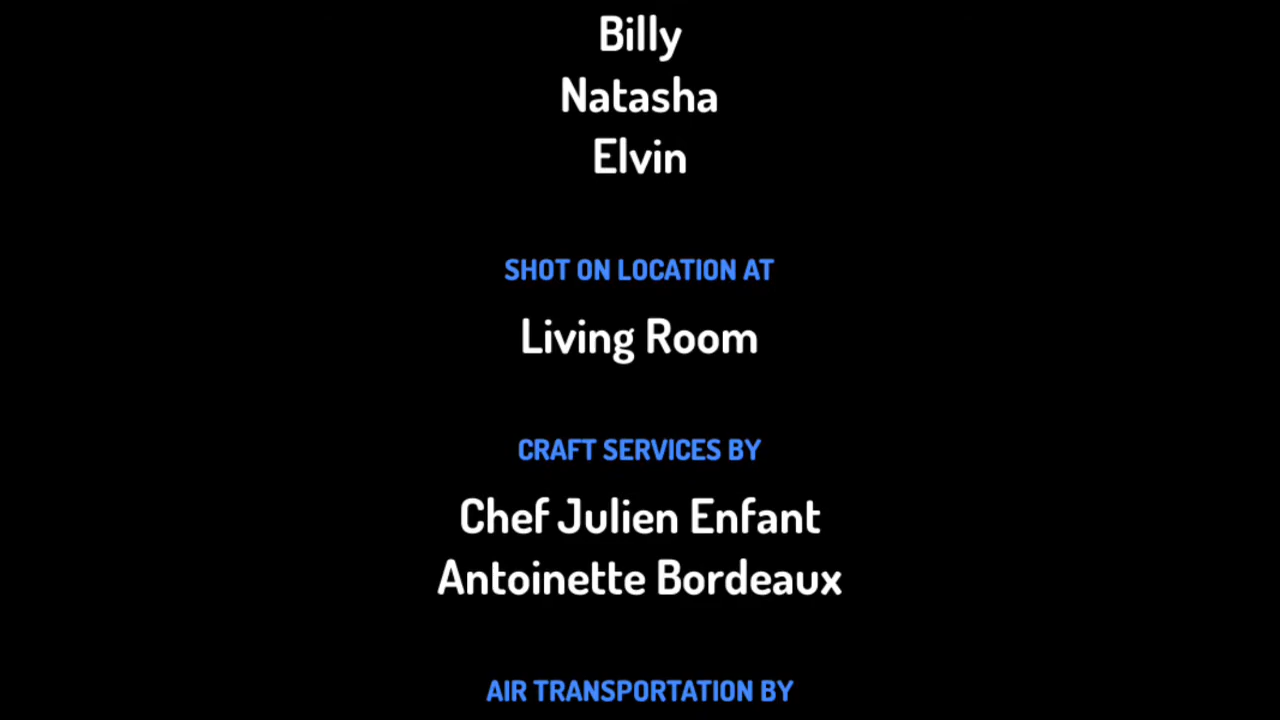 Billy
Natasha
Elvin
SHOT ON LOCATION AT
Living Room
CRAFT SERVICES BY
Chef Julien Enfant
Antoinette Bordeaux
AIR TRANSPORTATION BY